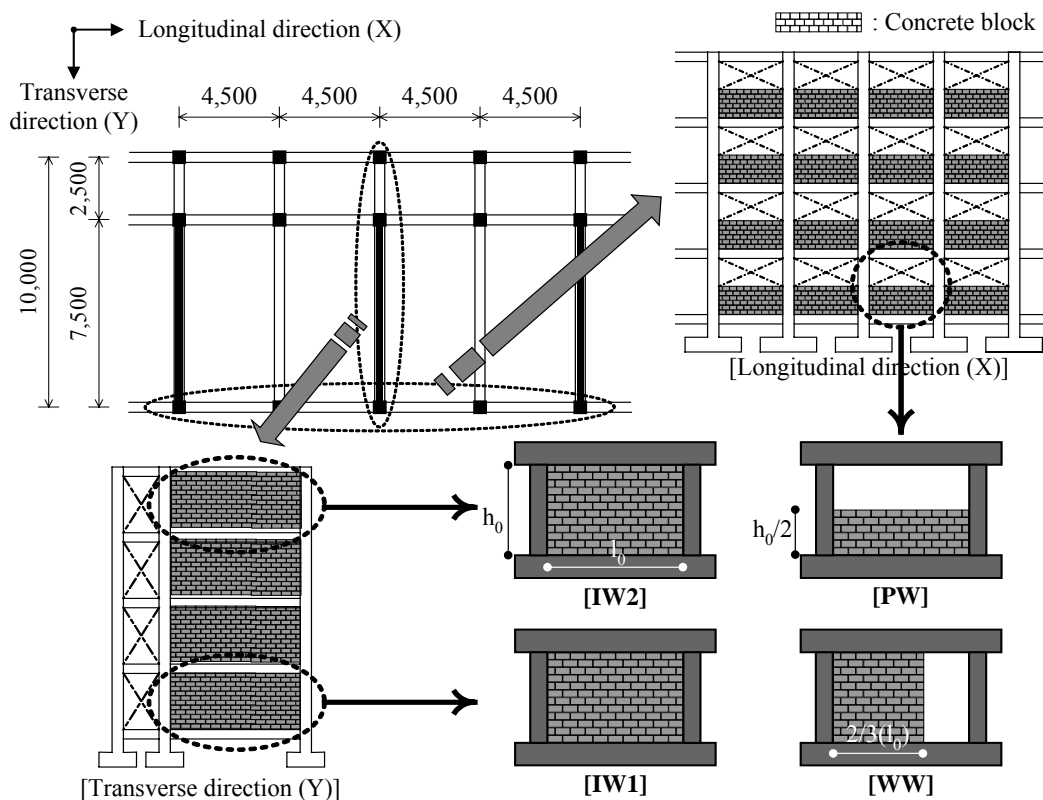 Longitudinal direction (X)
: Concrete block
Transverse
direction (Y)
4,500
4,500
4,500
4,500
2,500
10,000
7,500
[Longitudinal direction (X)]
h0
l0
h0/2
[IW2]
[PW]
2/3(l0)
[Transverse direction (Y)]
[IW1]
[WW]